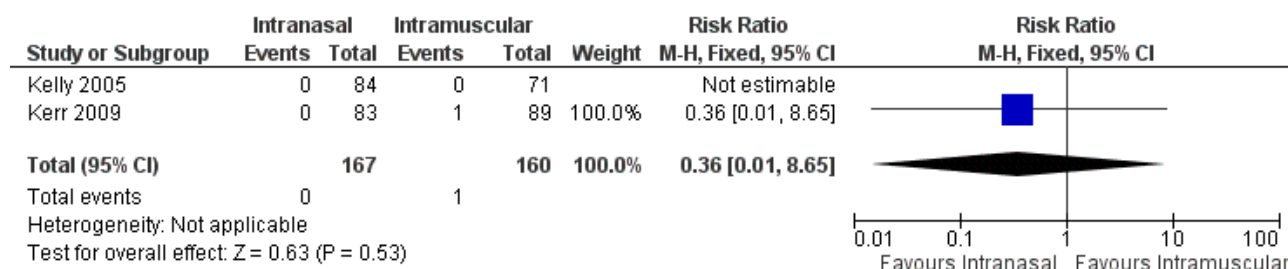 Intranasal Intramuscular Risk Ratio Risk Ratio
Study or Subgroup Events Total Events Total Weight M-H, Fixed, 95% CI M-H, Fixed, 95% CI
Kelly 2005 0 84 0 71 Not estimable
Kerr 2009 0 83 1 89 100.0% 0.36 [0.01, 8.65]
Total (95% CI) 167 160 100.0% 0.36 [0.01, 8.65]
Total events 0 1
Heterogeneity: Not applicable
Test for overall effect: Z = 0.63 (P = 0.53)
0.01 0.1 1 10 100
Favours Intranasal Favours Intramuscular